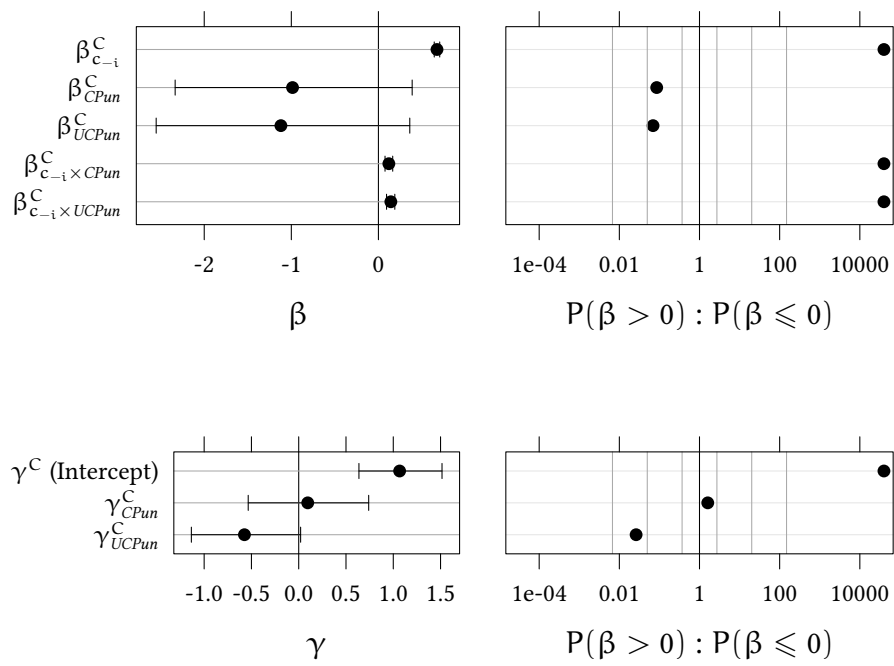 β^C_{c₋ᵢ}
β^C_{CPun}
β^C_{UCPun}
β^C_{c₋ᵢ×CPun}
β^C_{c₋ᵢ×UCPun}
-2 -1 0
β
1e-04 0.01 1 100 10000
P(β > 0) : P(β ⩽ 0)
γ^C (Intercept)
γ^C_{CPun}
γ^C_{UCPun}
-1.0 -0.5 0.0 0.5 1.0 1.5
γ
1e-04 0.01 1 100 10000
P(β > 0) : P(β ⩽ 0)